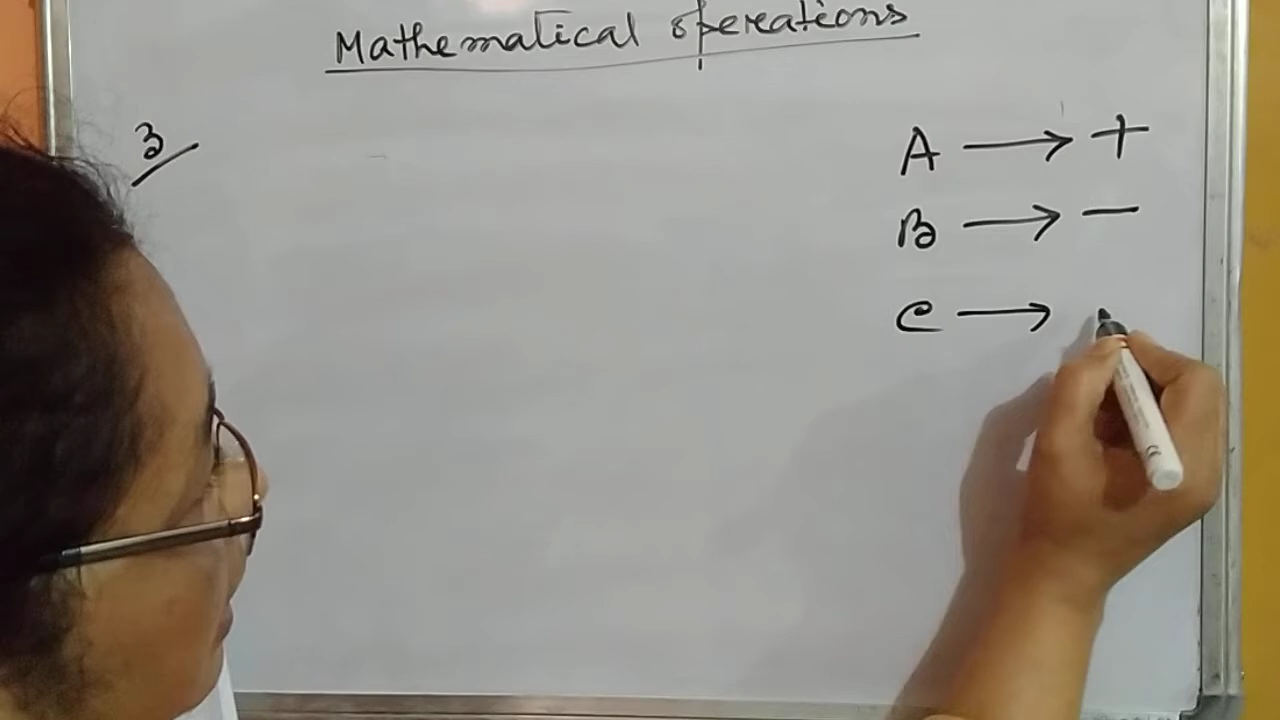 Mathematical operations
3
A → +
B → −
C →